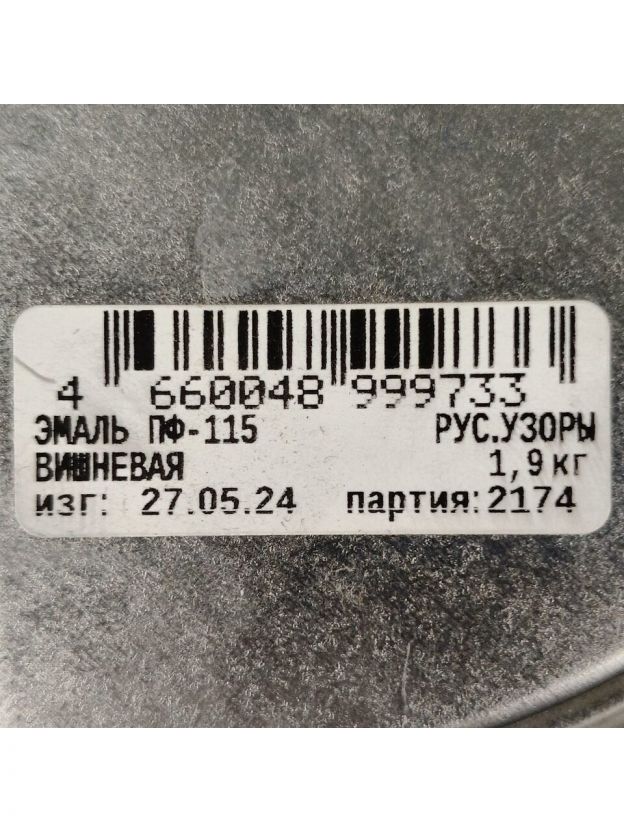 4 660048 999733
ЭМАЛЬ ПФ-115 РУС.УЗОРЫ
ВИШНЕВАЯ 1,9кг
изг: 27.05.24 партия:2174